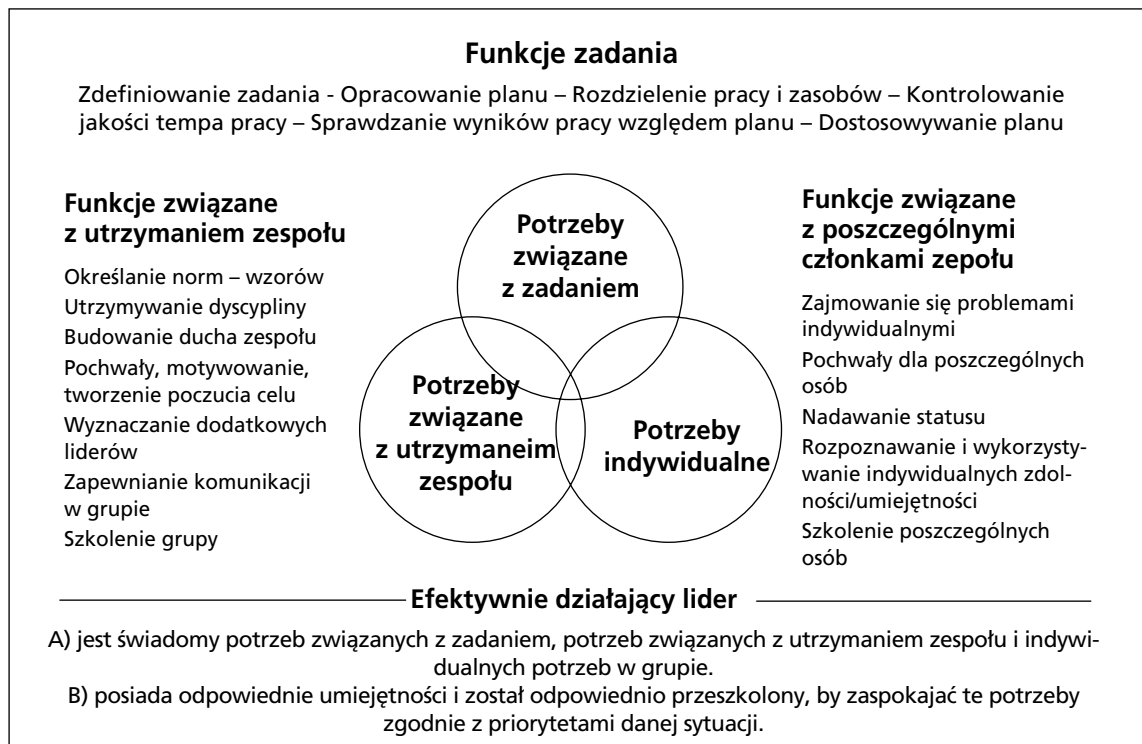 Funkcje zadania
Zdefiniowanie zadania - Opracowanie planu – Rozdzielenie pracy i zasobów – Kontrolowanie
jakości tempa pracy – Sprawdzanie wyników pracy względem planu – Dostosowywanie planu
Funkcje związane
z utrzymaniem zespołu
Określanie norm – wzorów
Utrzymywanie dyscypliny
Budowanie ducha zespołu
Pochwały, motywowanie,
tworzenie poczucia celu
Wyznaczanie dodatkowych
liderów
Zapewnianie komunikacji
w grupie
Szkolenie grupy
Potrzeby
związane
z zadaniem
Potrzeby
związane
z utrzymaneim
zespołu
Potrzeby
indywidualne
Funkcje związane
z poszczególnymi
członkami zepołu
Zajmowanie się problemami
indywidualnymi
Pochwały dla poszczególnych
osób
Nadawanie statusu
Rozpoznawanie i wykorzysty-
wanie indywidualnych zdol-
ności/umiejętności
Szkolenie poszczególnych
osób
Efektywnie działający lider
A) jest świadomy potrzeb związanych z zadaniem, potrzeb związanych z utrzymaniem zespołu i indywi-
dualnych potrzeb w grupie.
B) posiada odpowiednie umiejętności i został odpowiednio przeszkolony, by zaspokajać te potrzeby
zgodnie z priorytetami danej sytuacji.